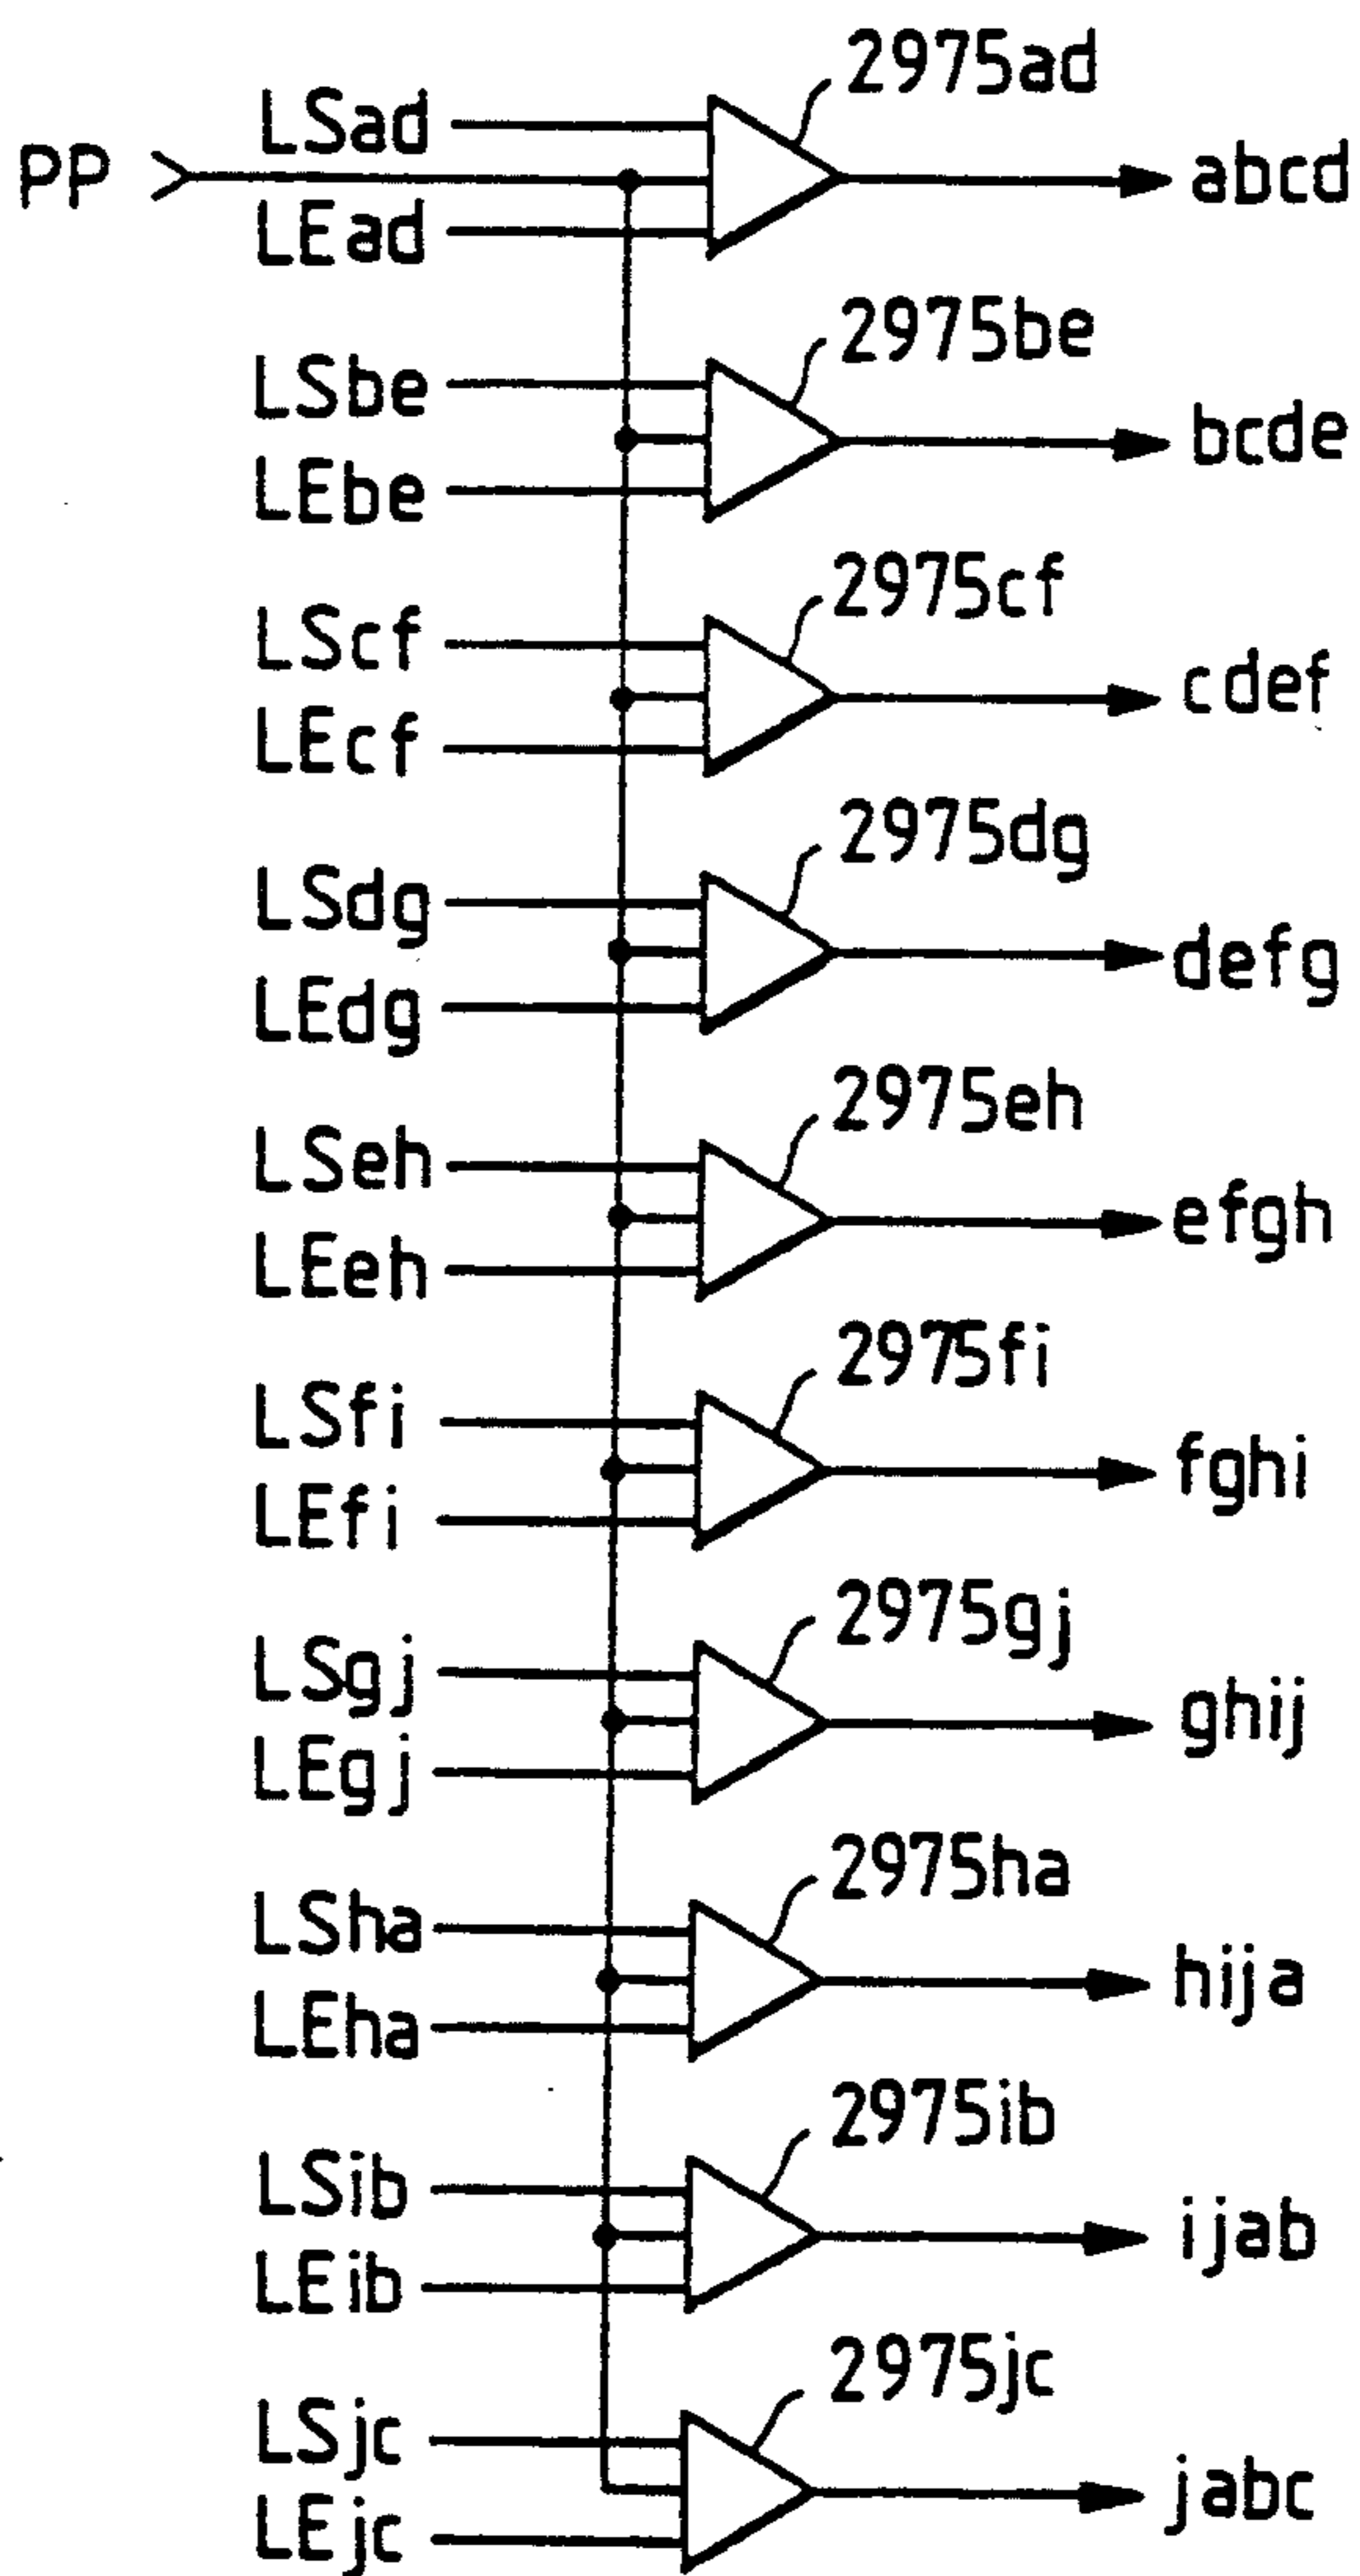 2975ad
LSad
PP
abcd
LEad
2975be
LSbe
bcde
LEbe
2975cf
LScf
cdef
LEcf
2975dg
LSdg
defg
LEdg
2975eh
LSeh
efgh
LEeh
2975fi
LSfi
fghi
LEfi
2975gj
LSgj
ghij
LEgj
2975ha
LSha
hija
LEha
2975ib
LSib
ijab
LEib
2975jc
LSjc
jabc
LEjc